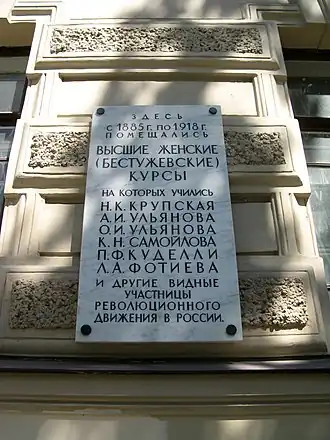 ЗДЕСЬ
с 1885 г. по 1918 г.
ПОМЕЩАЛИСЬ
ВЫСШИЕ ЖЕНСКИЕ
(БЕСТУЖЕВСКИЕ)
КУРСЫ
НА КОТОРЫХ УЧИЛИСЬ
Н.К. КРУПСКАЯ
А.И. УЛЬЯНОВА
О.И. УЛЬЯНОВА
К.Н. САМОЙЛОВА
П.Ф. КУДЕЛЛИ
Л.А. ФОТИЕВА
И ДРУГИЕ ВИДНЫЕ
УЧАСТНИЦЫ
РЕВОЛЮЦИОННОГО
ДВИЖЕНИЯ В РОССИИ.